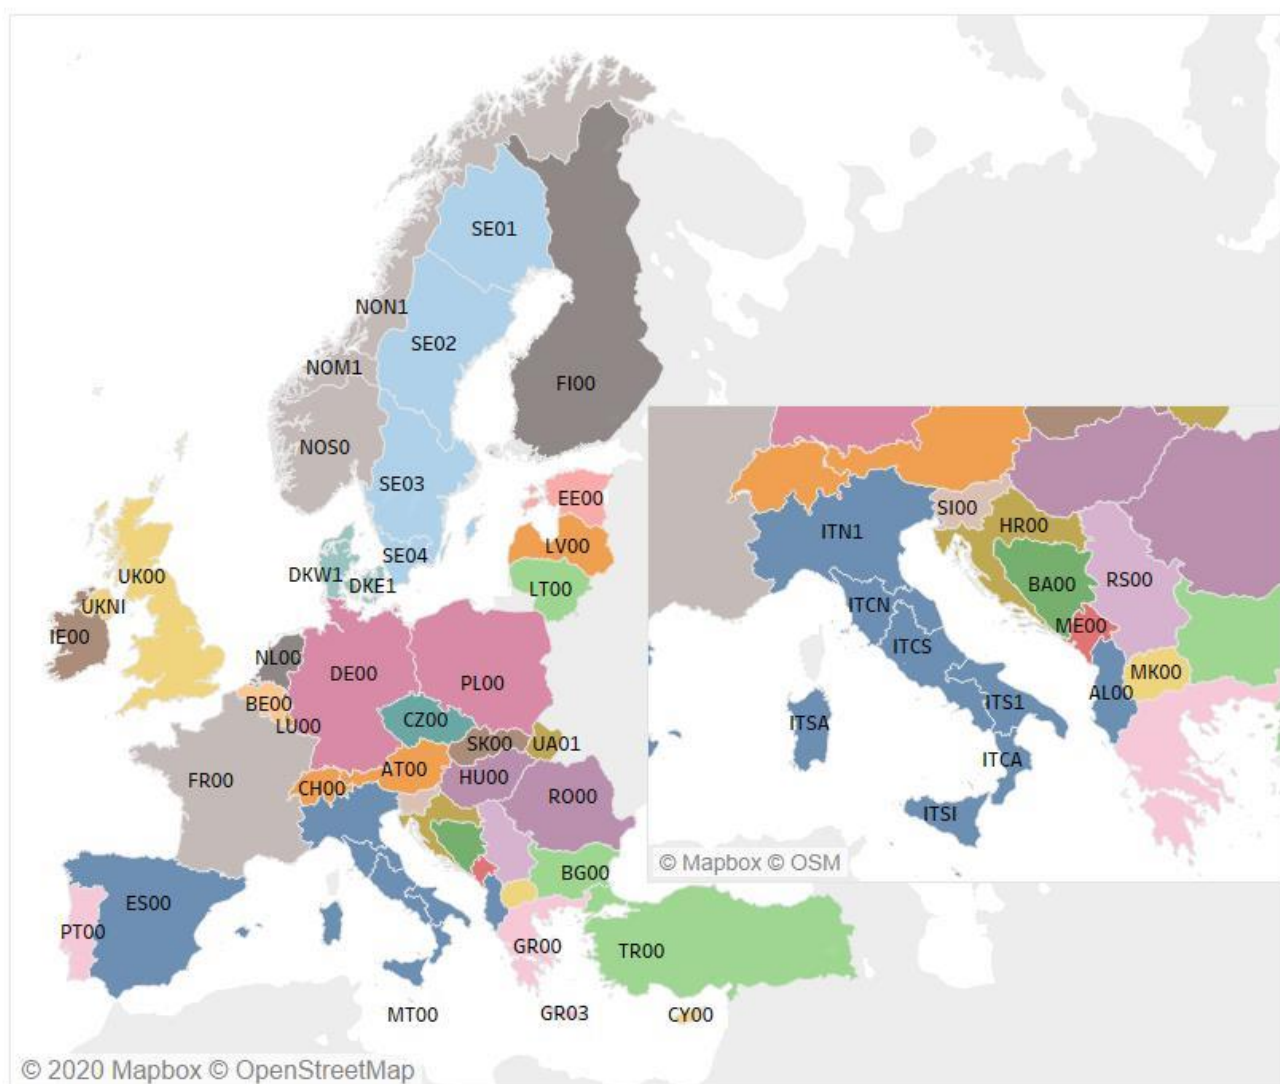 SE01
NON1
SE02
NOM1
FI00
NOS0
SE03
EE00
LV00
SE04
DKW1
DKE1
UK00
LT00
UKNI
IE00
NL00
DE00
PL00
BE00
LU00
CZ00
SK00
UA01
AT00
HU00
FR00
CH00
RO00
BG00
ES00
PT00
GR00
TR00
MT00
GR03
CY00
SI00
HR00
ITN1
BA00
RS00
ITCN
ME00
ITCS
MK00
AL00
ITS1
ITSA
ITCA
ITSI
© Mapbox © OSM
© 2020 Mapbox © OpenStreetMap